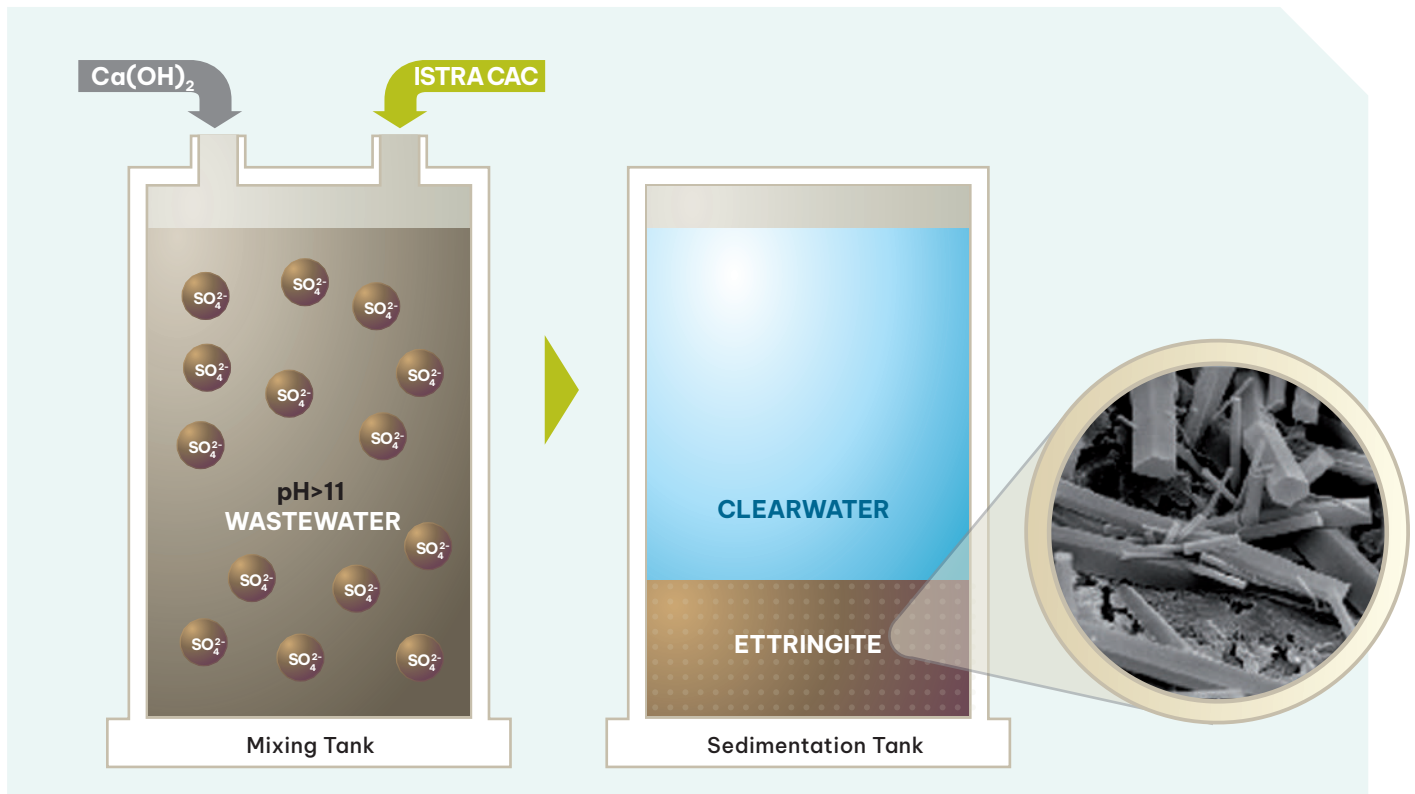 Ca(OH)₂
ISTRA CAC
SO₄²⁻
SO₄²⁻
SO₄²⁻
SO₄²⁻
SO₄²⁻
SO₄²⁻
SO₄²⁻
SO₄²⁻
pH>11
WASTEWATER
SO₄²⁻
SO₄²⁻
SO₄²⁻
SO₄²⁻
SO₄²⁻
SO₄²⁻
Mixing Tank
CLEARWATER
ETTRINGITE
Sedimentation Tank